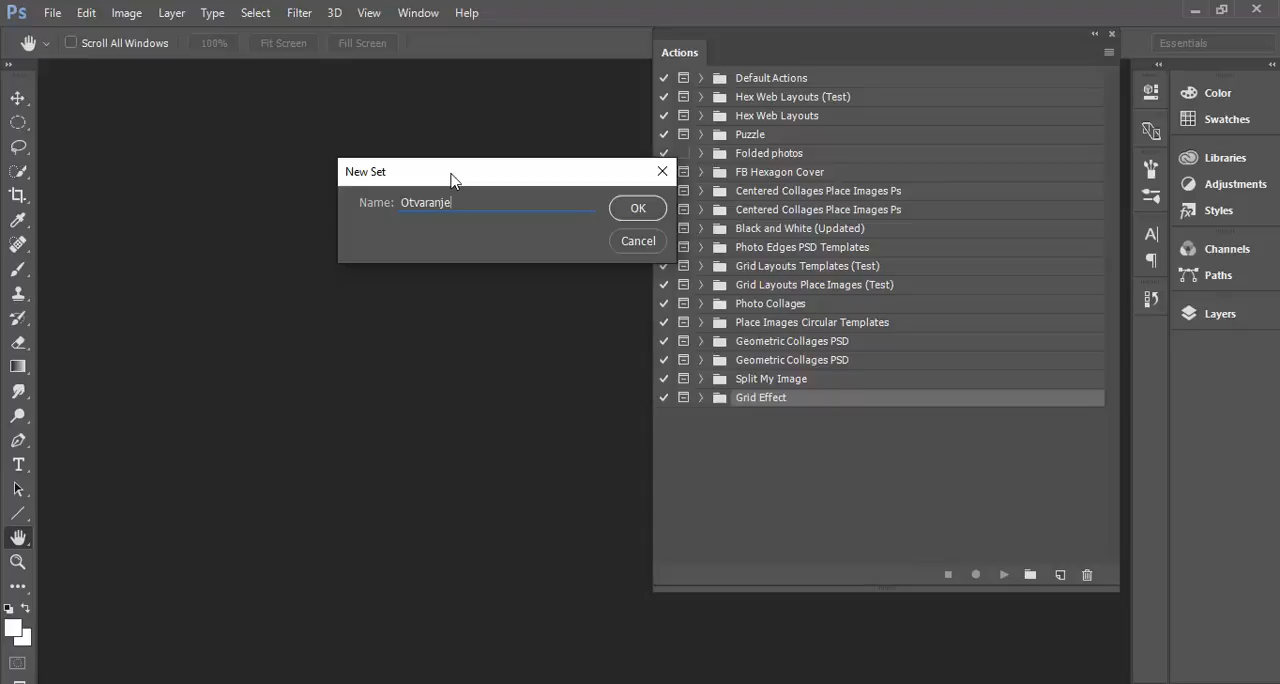 Ps File Edit Image Layer Type Select Filter 3D View Window Help
Scroll All Windows 100% Fit Screen Fill Screen Essentials
Actions
Default Actions
Hex Web Layouts (Test)
Hex Web Layouts
Puzzle
Folded photos
FB Hexagon Cover
Centered Collages Place Images Ps
Centered Collages Place Images Ps
Black and White (Updated)
Photo Edges PSD Templates
Grid Layouts Templates (Test)
Grid Layouts Place Images (Test)
Photo Collages
Place Images Circular Templates
Geometric Collages PSD
Geometric Collages PSD
Split My Image
Grid Effect
New Set
Name: Otvaranje
OK
Cancel
Color
Swatches
Libraries
Adjustments
Styles
Channels
Paths
Layers